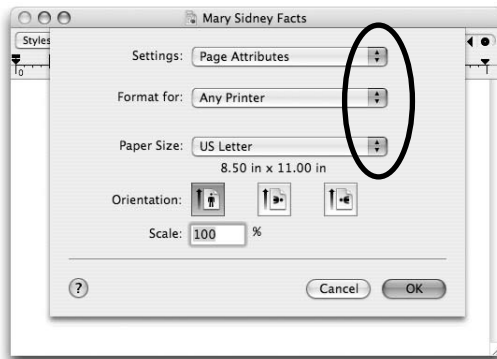 Mary Sidney Facts
Styles
0
Settings: Page Attributes
Format for: Any Printer
Paper Size: US Letter
8.50 in x 11.00 in
Orientation:
Scale: 100 %
? Cancel OK